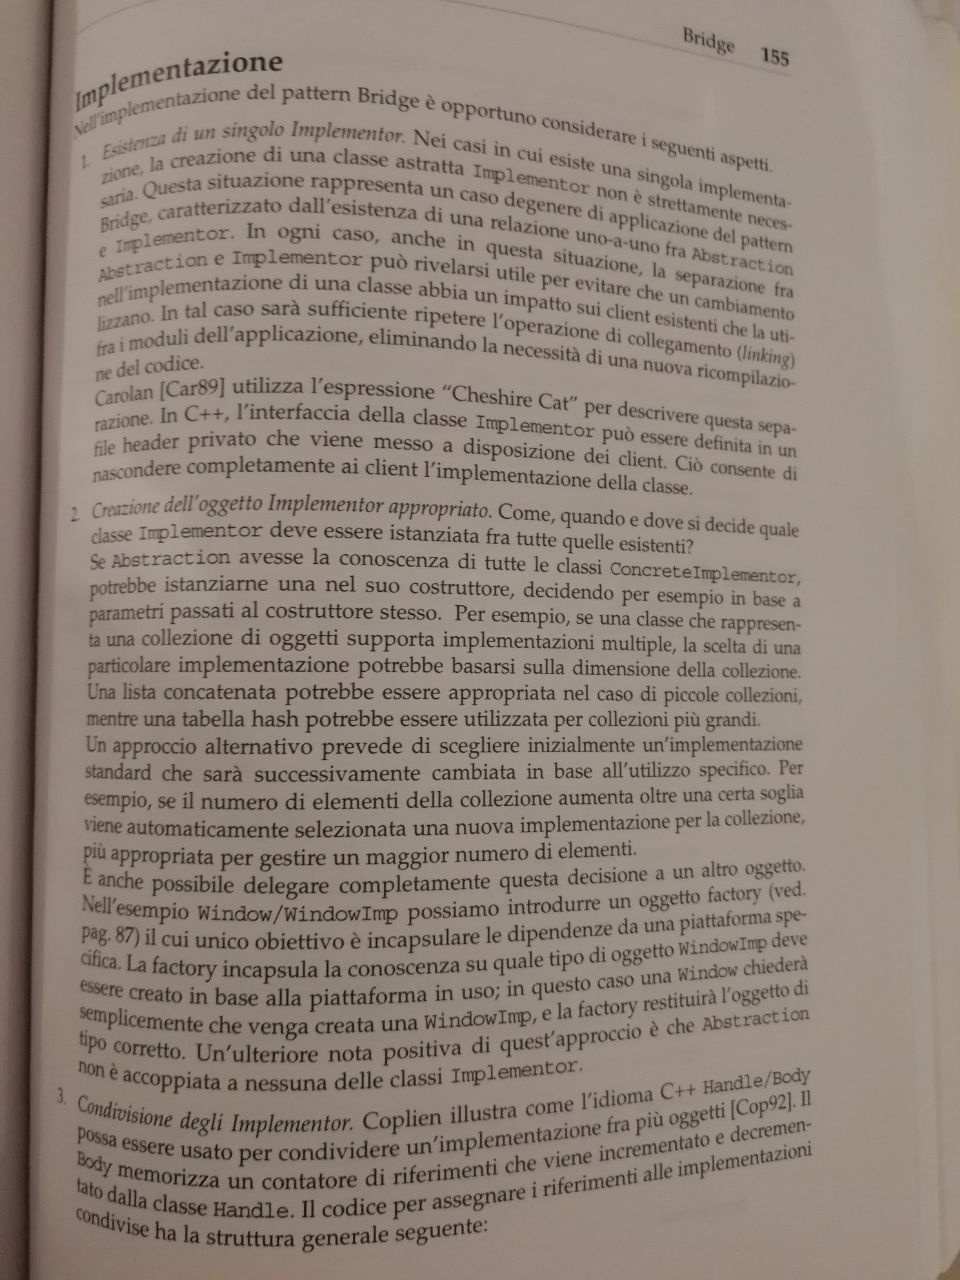 Bridge 155
Implementazione
Nell'implementazione del pattern Bridge è opportuno considerare i seguenti aspetti.
1. Esistenza di un singolo Implementor. Nei casi in cui esiste una singola implementa-
zione, la creazione di una classe astratta Implementor non è strettamente neces-
saria. Questa situazione rappresenta un caso degenere di applicazione del pattern
Bridge, caratterizzato dall'esistenza di una relazione uno-a-uno fra Abstraction
e Implementor. In ogni caso, anche in questa situazione, la separazione fra
Abstraction e Implementor può rivelarsi utile per evitare che un cambiamento
nell'implementazione di una classe abbia un impatto sui client esistenti che la uti-
lizzano. In tal caso sarà sufficiente ripetere l'operazione di collegamento (linking)
fra i moduli dell'applicazione, eliminando la necessità di una nuova ricompilazio-
ne del codice.
Carolan [Car89] utilizza l'espressione "Cheshire Cat" per descrivere questa sepa-
razione. In C++, l'interfaccia della classe Implementor può essere definita in un
file header privato che viene messo a disposizione dei client. Ciò consente di
nascondere completamente ai client l'implementazione della classe.
2. Creazione dell'oggetto Implementor appropriato. Come, quando e dove si decide quale
classe Implementor deve essere istanziata fra tutte quelle esistenti?
Se Abstraction avesse la conoscenza di tutte le classi ConcreteImplementor,
potrebbe istanziarne una nel suo costruttore, decidendo per esempio in base a
parametri passati al costruttore stesso. Per esempio, se una classe che rappresen-
ta una collezione di oggetti supporta implementazioni multiple, la scelta di una
particolare implementazione potrebbe basarsi sulla dimensione della collezione.
Una lista concatenata potrebbe essere appropriata nel caso di piccole collezioni,
mentre una tabella hash potrebbe essere utilizzata per collezioni più grandi.
Un approccio alternativo prevede di scegliere inizialmente un'implementazione
standard che sarà successivamente cambiata in base all'utilizzo specifico. Per
esempio, se il numero di elementi della collezione aumenta oltre una certa soglia
viene automaticamente selezionata una nuova implementazione per la collezione,
più appropriata per gestire un maggior numero di elementi.
È anche possibile delegare completamente questa decisione a un altro oggetto.
Nell'esempio Window/WindowImp possiamo introdurre un oggetto factory (ved.
pag. 87) il cui unico obiettivo è incapsulare le dipendenze da una piattaforma spe-
cifica. La factory incapsula la conoscenza su quale tipo di oggetto WindowImp deve
essere creato in base alla piattaforma in uso; in questo caso una Window chiederà
semplicemente che venga creata una WindowImp, e la factory restituirà l'oggetto di
tipo corretto. Un'ulteriore nota positiva di quest'approccio è che Abstraction
non è accoppiata a nessuna delle classi Implementor.
3. Condivisione degli Implementor. Coplien illustra come l'idioma C++ Handle/Body
possa essere usato per condividere un'implementazione fra più oggetti [Cop92]. Il
Body memorizza un contatore di riferimenti che viene incrementato e decremen-
tato dalla classe Handle. Il codice per assegnare i riferimenti alle implementazioni
condivise ha la struttura generale seguente: